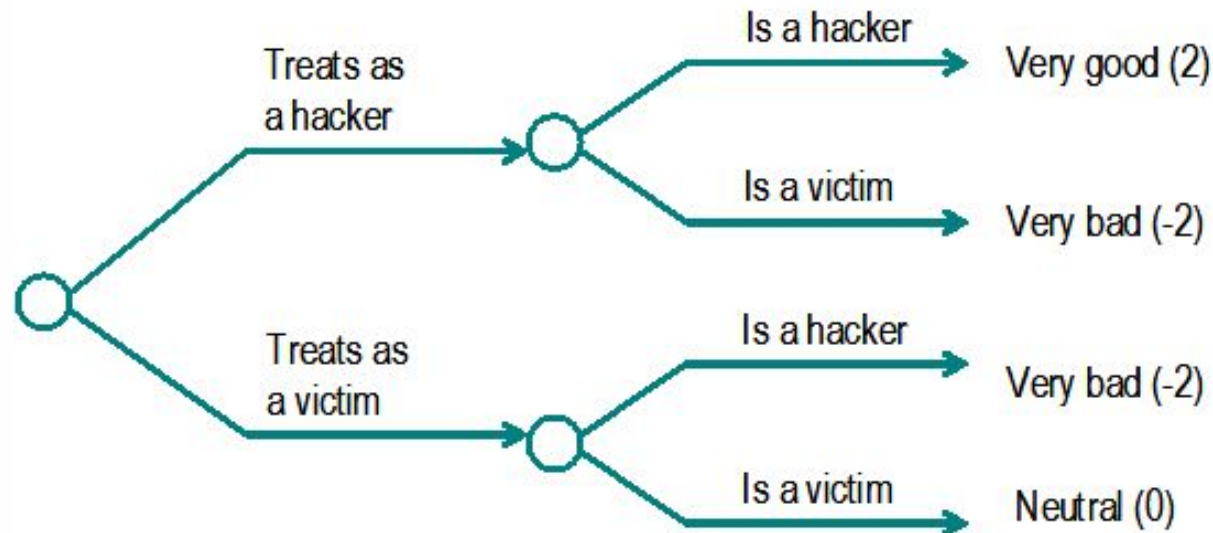 Treats as
a hacker
Is a hacker
Very good (2)
Is a victim
Very bad (-2)
Treats as
a victim
Is a hacker
Very bad (-2)
Is a victim
Neutral (0)